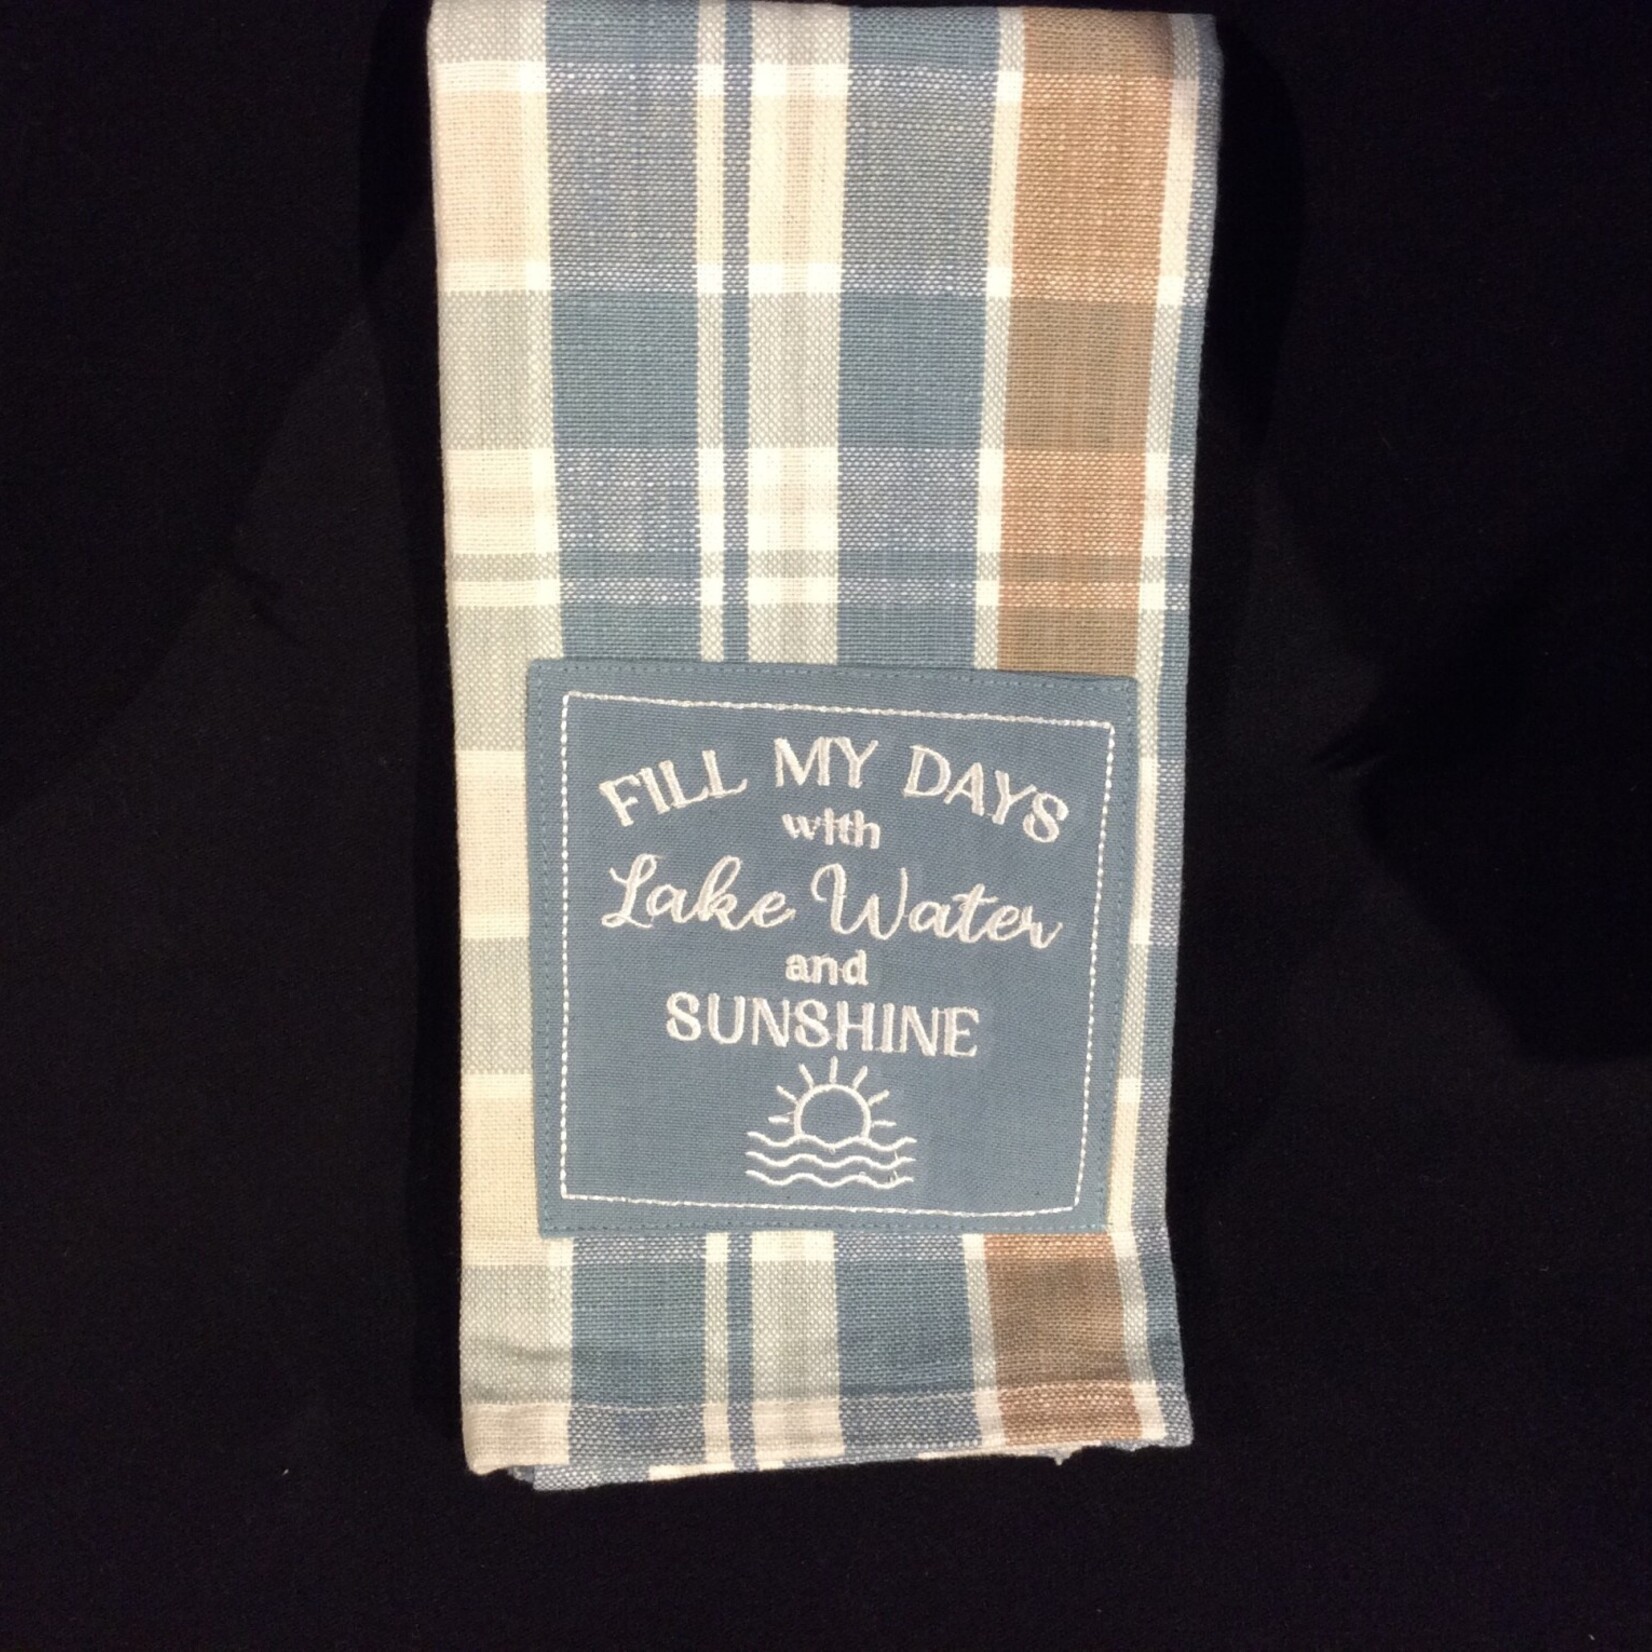 FILL MY DAYS
with
Lake Water
and
SUNSHINE